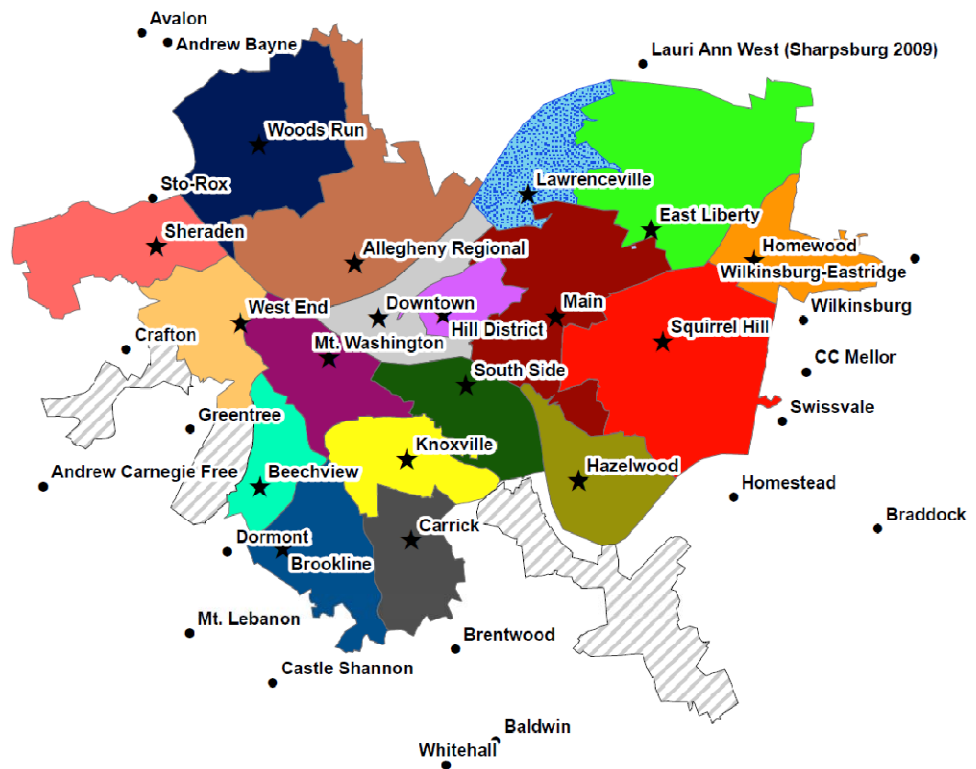 Avalon
Andrew Bayne
Lauri Ann West (Sharpsburg 2009)
Woods Run
Sto-Rox
Lawrenceville
East Liberty
Sheraden
Allegheny Regional
Homewood
Wilkinsburg-Eastridge
Downtown
Main
West End
Hill District
Wilkinsburg
Squirrel Hill
Mt. Washington
Crafton
CC Mellor
South Side
Swissvale
Greentree
Knoxville
Andrew Carnegie Free
Beechview
Hazelwood
Homestead
Braddock
Carrick
Dormont
Brookline
Mt. Lebanon
Brentwood
Castle Shannon
Baldwin
Whitehall